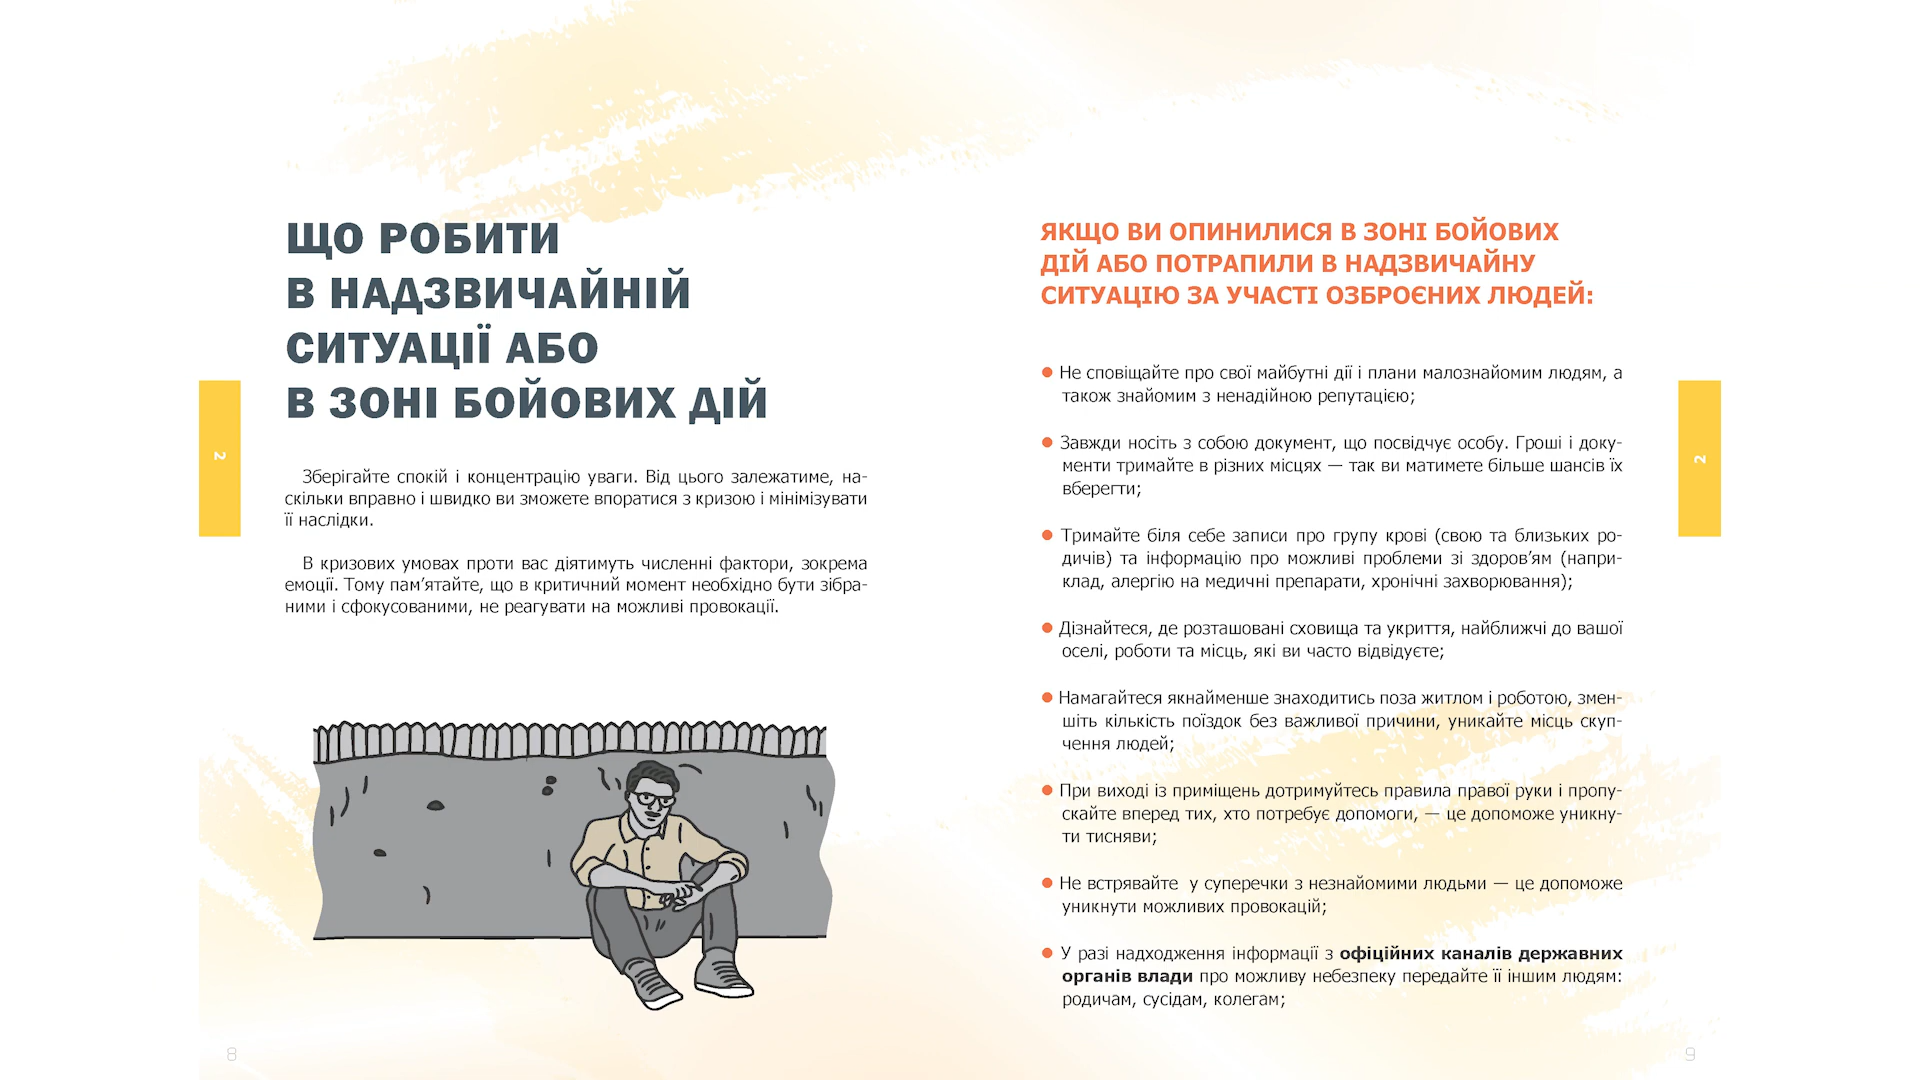 ЩО РОБИТИ
В НАДЗВИЧАЙНІЙ
СИТУАЦІЇ АБО
В ЗОНІ БОЙОВИХ ДІЙ
2
Зберігайте спокій і концентрацію уваги. Від цього залежатиме, на-
скільки вправно і швидко ви зможете впоратися з кризою і мінімізувати
її наслідки.
В кризових умовах проти вас діятимуть численні фактори, зокрема
емоції. Тому пам’ятайте, що в критичний момент необхідно бути зібра-
ними і сфокусованими, не реагувати на можливі провокації.
8
ЯКЩО ВИ ОПИНИЛИСЯ В ЗОНІ БОЙОВИХ
ДІЙ АБО ПОТРАПИЛИ В НАДЗВИЧАЙНУ
СИТУАЦІЮ ЗА УЧАСТІ ОЗБРОЄНИХ ЛЮДЕЙ:
● Не сповіщайте про свої майбутні дії і плани малознайомим людям, а
також знайомим з ненадійною репутацією;
● Завжди носіть з собою документ, що посвідчує особу. Гроші і доку-
менти тримайте в різних місцях — так ви матимете більше шансів їх
вберегти;
● Тримайте біля себе записи про групу крові (свою та близьких ро-
дичів) та інформацію про можливі проблеми зі здоров’ям (напри-
клад, алергію на медичні препарати, хронічні захворювання);
● Дізнайтеся, де розташовані сховища та укриття, найближчі до вашої
оселі, роботи та місць, які ви часто відвідуєте;
● Намагайтеся якнайменше знаходитись поза житлом і роботою, змен-
шіть кількість поїздок без важливої причини, уникайте місць скуп-
чення людей;
● При виході із приміщень дотримуйтесь правила правої руки і пропу-
скайте вперед тих, хто потребує допомоги, — це допоможе уникну-
ти тисняви;
● Не встрявайте у суперечки з незнайомими людьми — це допоможе
уникнути можливих провокацій;
● У разі надходження інформації з офіційних каналів державних
органів влади про можливу небезпеку передайте її іншим людям:
родичам, сусідам, колегам;
2
9